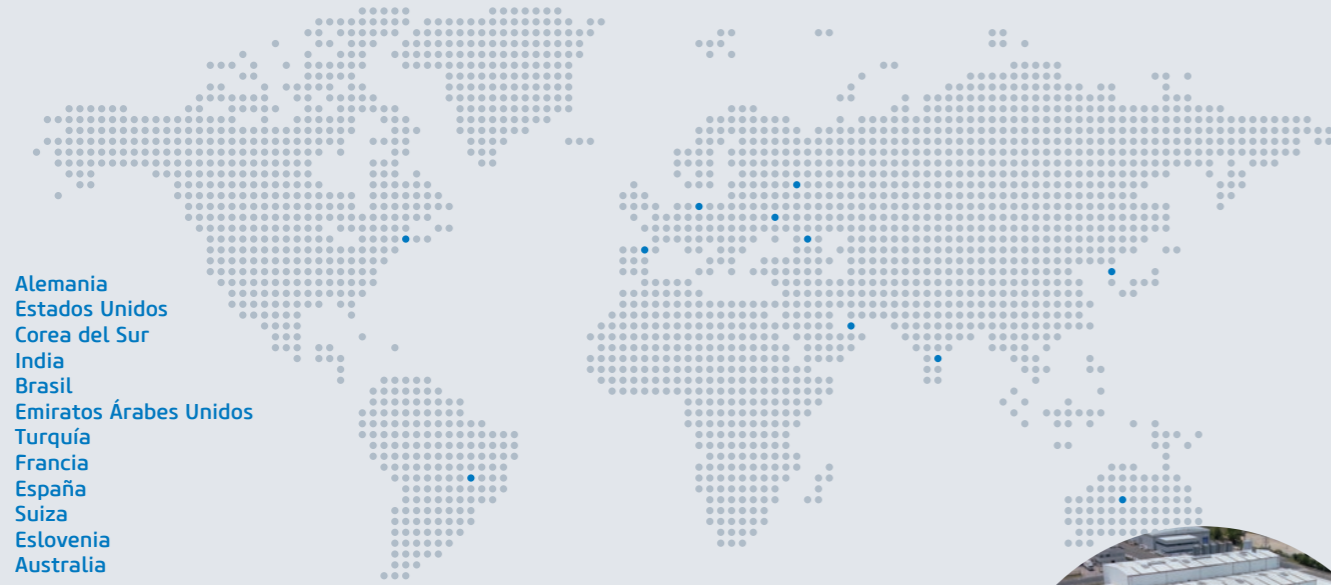 Alemania
Estados Unidos
Corea del Sur
India
Brasil
Emiratos Árabes Unidos
Turquía
Francia
España
Suiza
Eslovenia
Australia